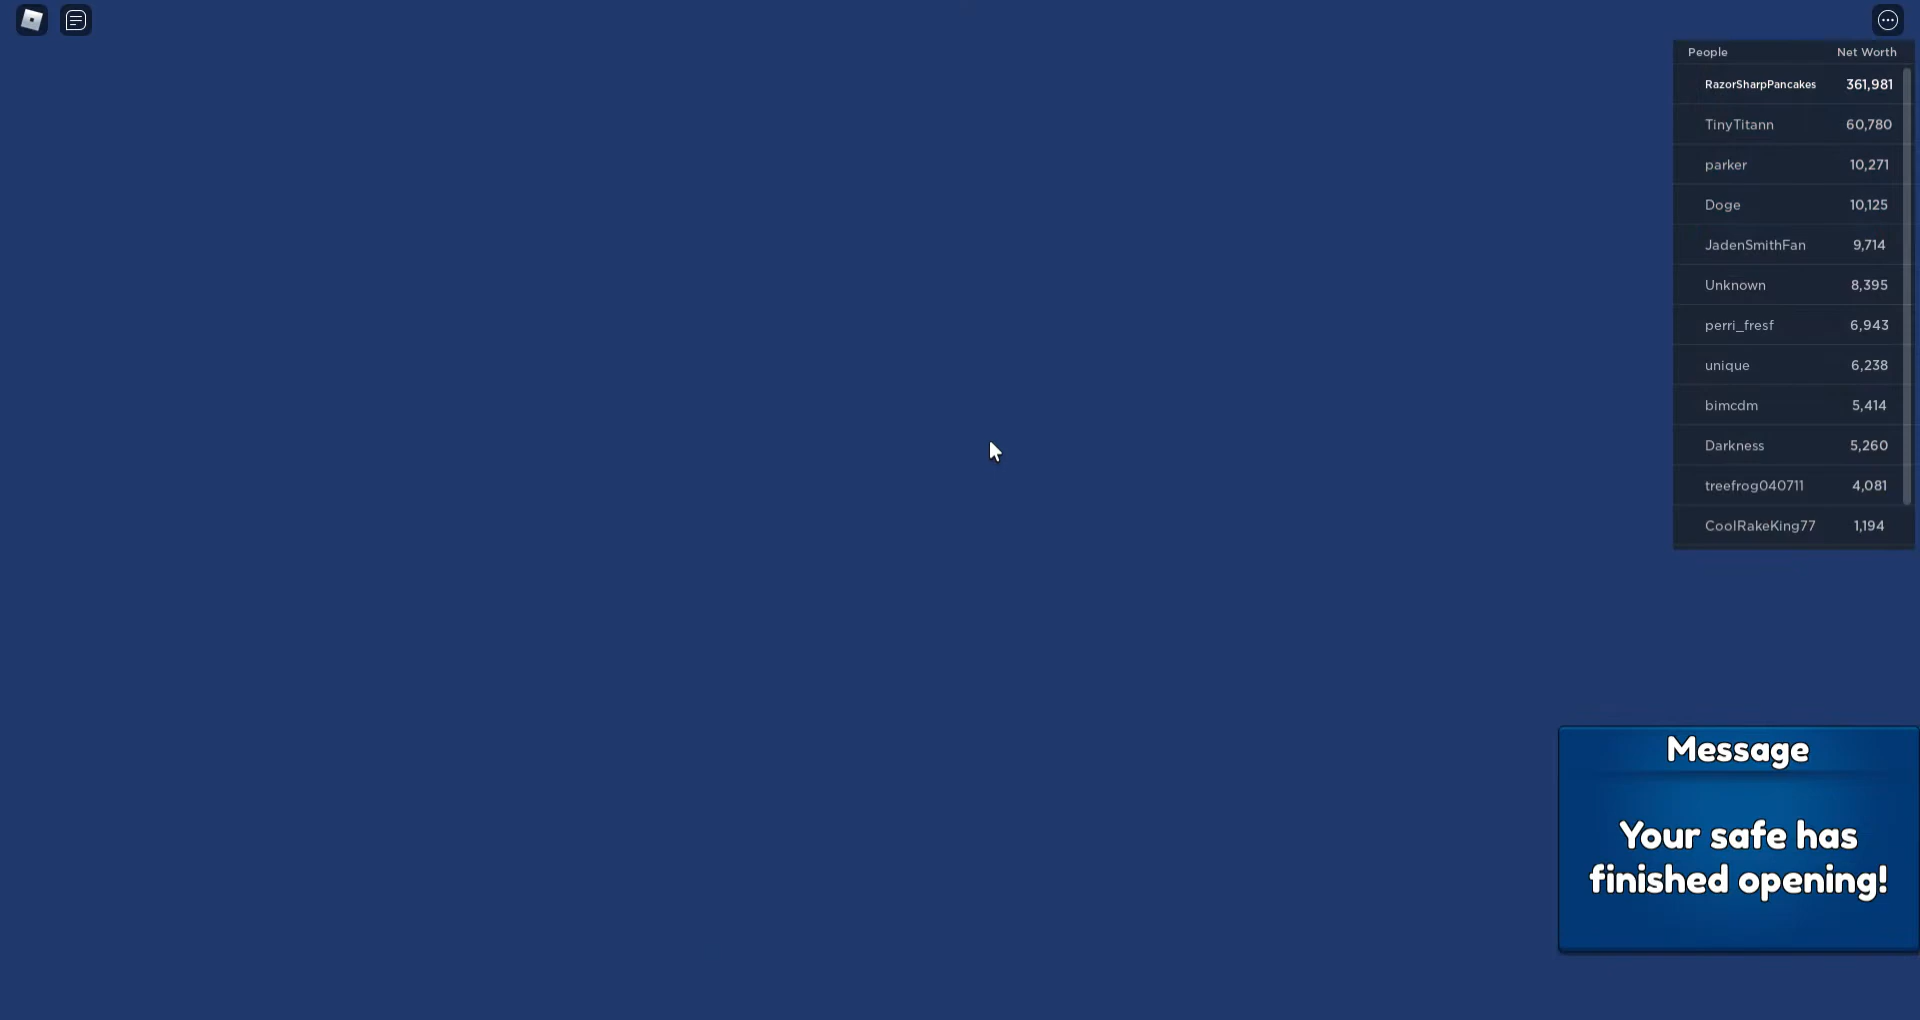 People Net Worth
RazorSharpPancakes 361,981
TinyTitann 60,780
parker 10,271
Doge 10,125
JadenSmithFan 9,714
Unknown 8,395
perri_fresf 6,943
unique 6,238
bimcdm 5,414
Darkness 5,260
treefrog040711 4,081
CoolRakeKing77 1,194
Message
Your safe has
finished opening!